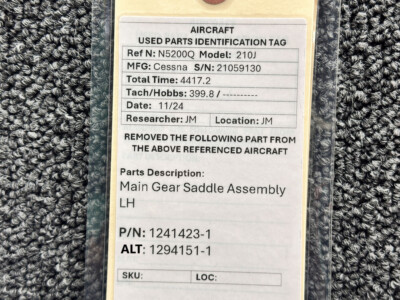 AIRCRAFT
USED PARTS IDENTIFICATION TAG
Ref N: N5200Q Model: 210J
MFG: Cessna S/N: 21059130
Total Time: 4417.2
Tach/Hobbs: 399.8 / ----------
Date: 11/24
Researcher: JM Location: JM
REMOVED THE FOLLOWING PART FROM
THE ABOVE REFERENCED AIRCRAFT
Parts Description:
Main Gear Saddle Assembly
LH
P/N: 1241423-1
ALT: 1294151-1
SKU: LOC: